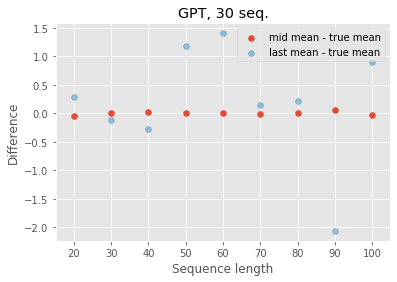 GPT, 30 seq.
mid mean - true mean
last mean - true mean
1.5
1.0
0.5
0.0
−0.5
−1.0
−1.5
−2.0
Difference
20 30 40 50 60 70 80 90 100
Sequence length